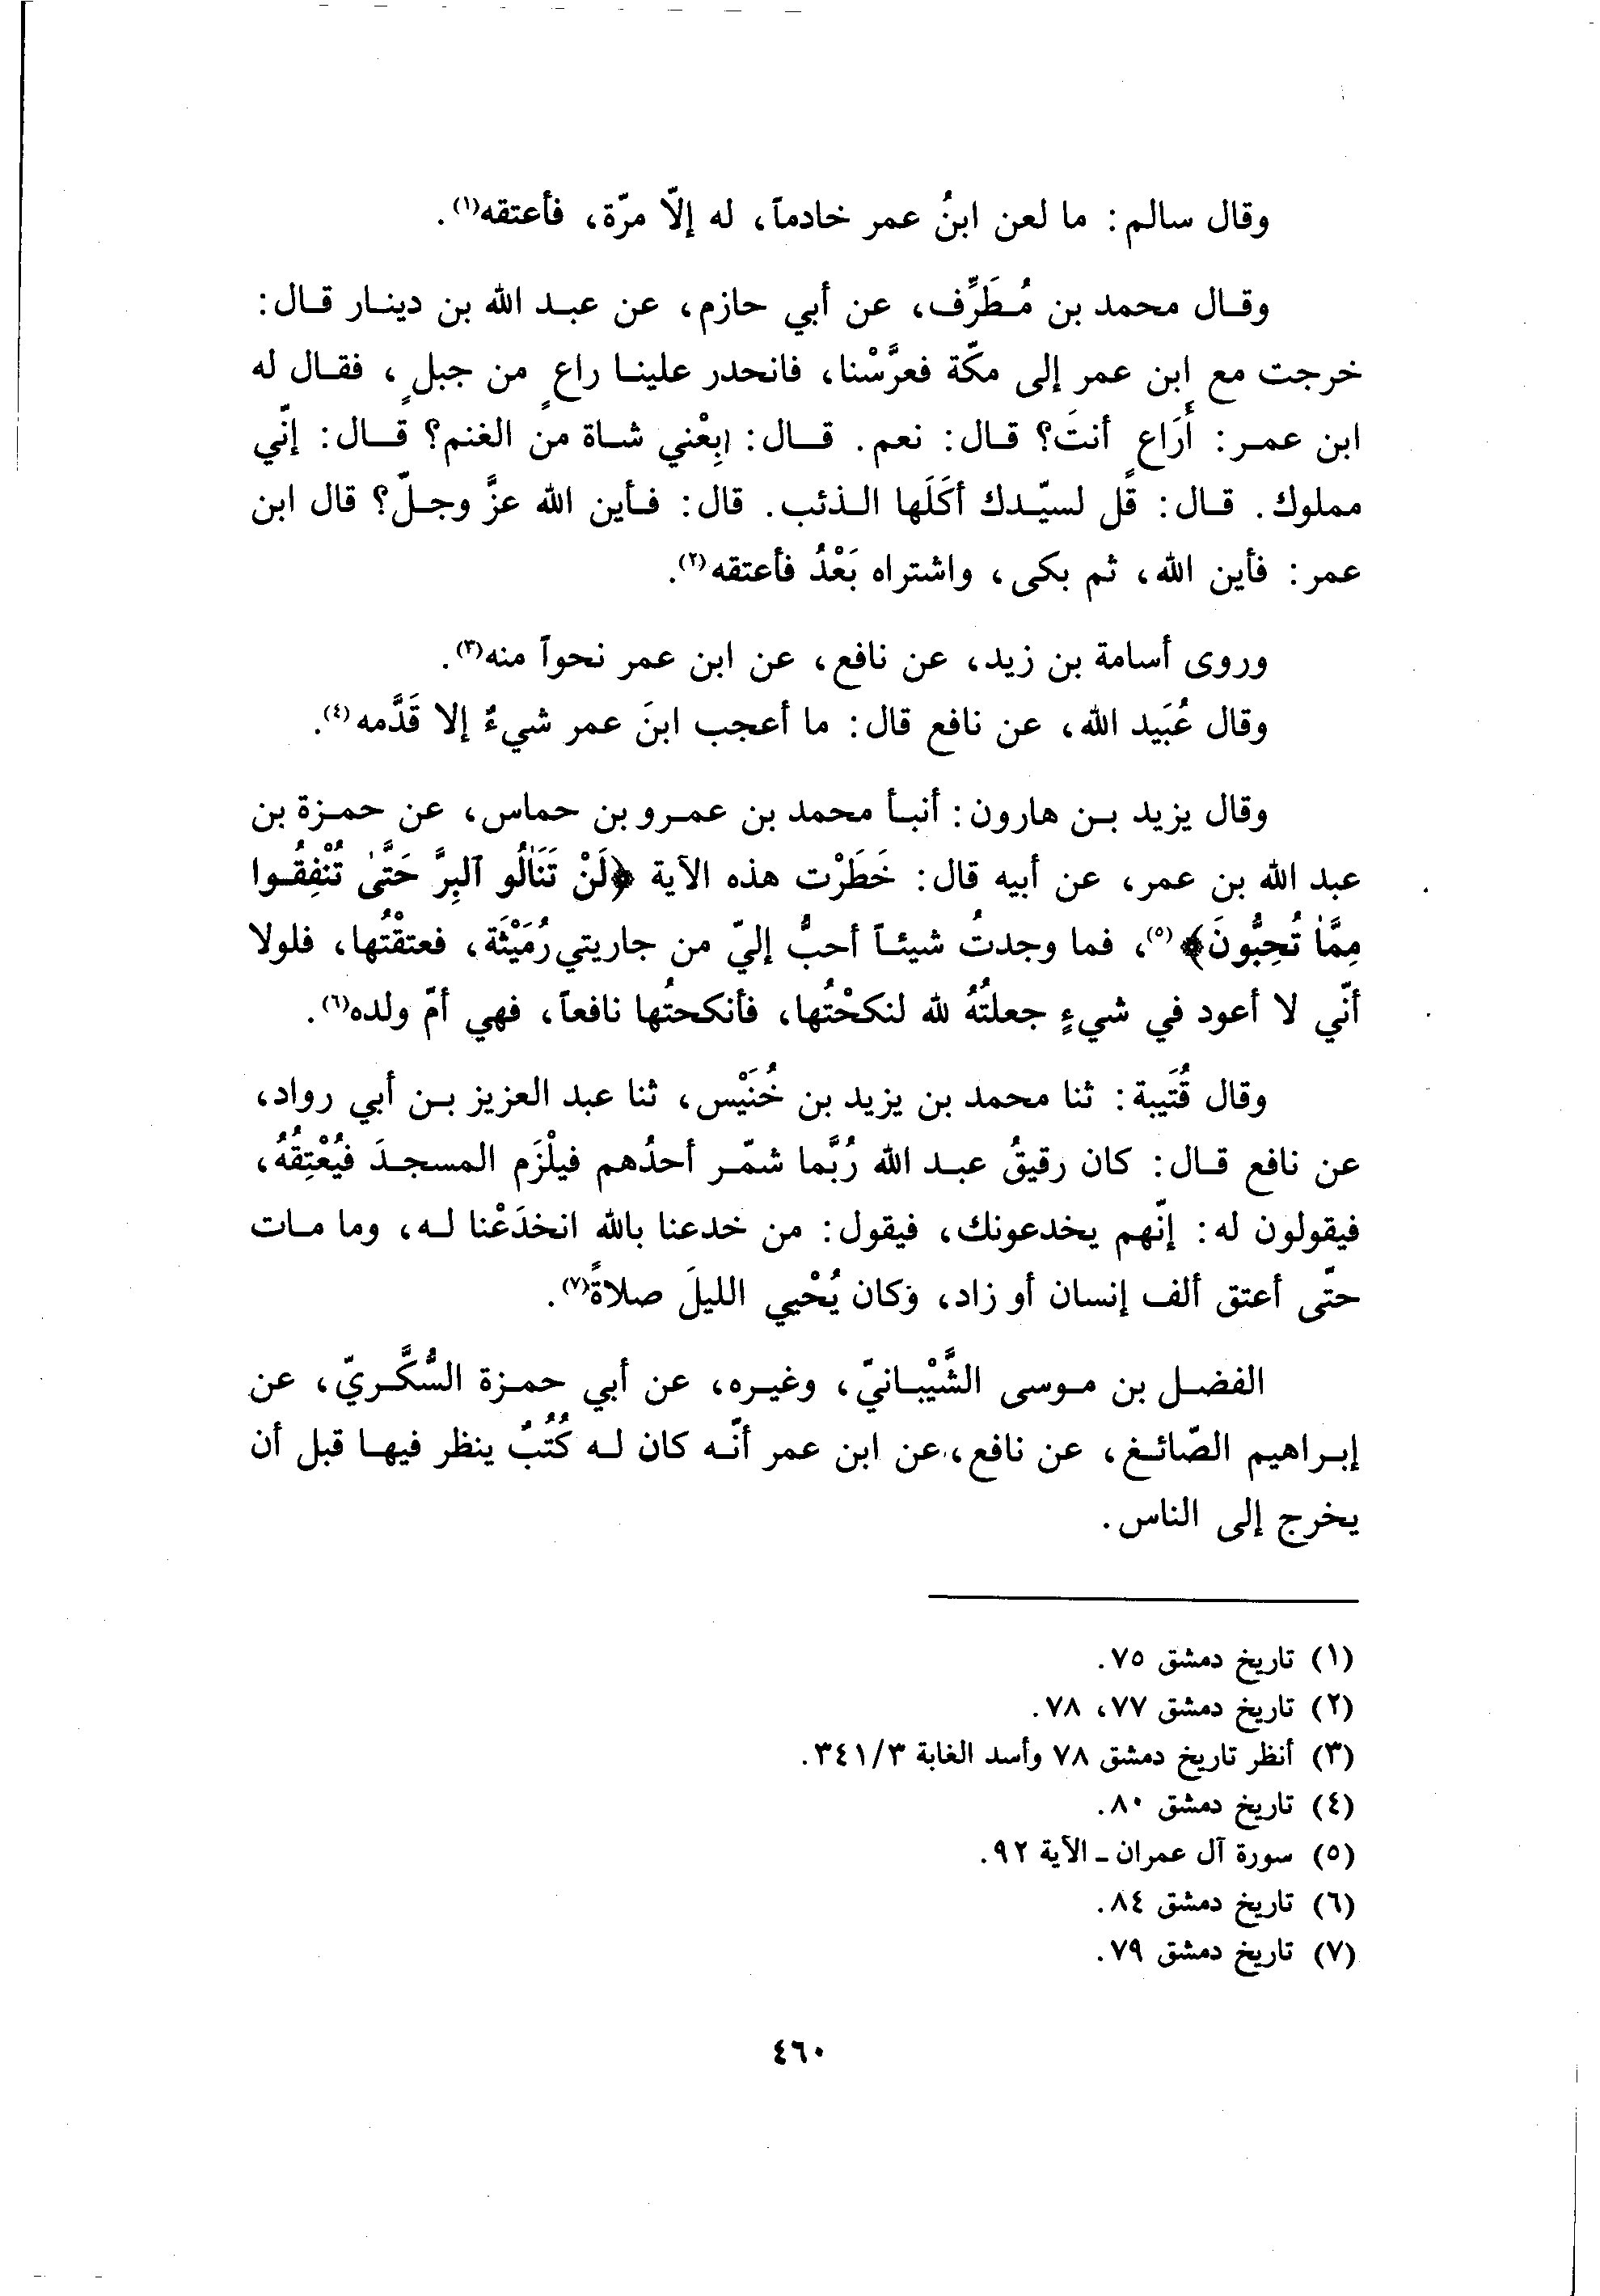 وقال سالم: ما لعن ابنُ عمر خادماً، له إلّا مرّة، فأعتقه(١).
وقال محمد بن مُطَرِّف، عن أبي حازم، عن عبد الله بن دينار قال:
خرجت مع ابن عمر إلى مكّة فعرَّسْنا، فانحدر علينا راعٍ من جبلٍ، فقال له
ابن عمر: أَرَاعٍ أنتَ؟ قال: نعم. قال: بِعْني شاة من الغنم؟ قال: إنّي
مملوك. قال: قُل لسيّدك أكَلَها الذئب. قال: فأين الله عزَّ وجلّ؟ قال ابن
عمر: فأين الله، ثم بكى، واشتراه بَعْدُ فأعتقه(٢).
وروى أسامة بن زيد، عن نافع، عن ابن عمر نحواً منه(٣).
وقال عُبَيد الله، عن نافع قال: ما أعجب ابنَ عمر شيءٌ إلا قَدَّمه(٤).
وقال يزيد بن هارون: أنبأ محمد بن عمرو بن حماس، عن حمزة بن
عبد الله بن عمر، عن أبيه قال: خَطَرْت هذه الآية ﴿لَنْ تَنَالُو ٱلبِرَّ حَتَّىٰ تُنْفِقُوا
مِمَّا تُحِبُّونَ﴾(٥)، فما وجدتُ شيئاً أحبُّ إليّ من جاريتي رُمَيْثَة، فعتقْتُها، فلولا
أنّي لا أعود في شيءٍ جعلتُهُ لله لنكحْتُها، فأنكحتُها نافعاً، فهي أمّ ولده(٦).
وقال قُتَيبة: ثنا محمد بن يزيد بن خُنَيْس، ثنا عبد العزيز بن أبي رواد،
عن نافع قال: كان رقيقُ عبد الله رُبَّما شمّر أحدُهم فيلْزَم المسجدَ فيُعْتِقُهُ،
فيقولون له: إنّهم يخدعونك، فيقول: من خدعنا بالله انخدَعْنا له، وما مات
حتّى أعتق ألف إنسان أو زاد، وَكان يُحْيي الليلَ صلاةً(٧).
الفضل بن موسى الشَّيْبانيّ، وغيره، عن أبي حمزة السُّكَّريّ، عن
إبراهيم الصّائغ، عن نافع، عن ابن عمر أنّه كان له كُتُبٌ ينظر فيها قبل أن
يخرج إلى الناس.
(١) تاريخ دمشق ٧٥.
(٢) تاريخ دمشق ٧٧، ٧٨.
(٣) أنظر تاريخ دمشق ٧٨ وأسد الغابة ٣٤١/٣.
(٤) تاريخ دمشق ٨٠.
(٥) سورة آل عمران ـ الآية ٩٢.
(٦) تاريخ دمشق ٨٤.
(٧) تاريخ دمشق ٧٩.
٤٦٠